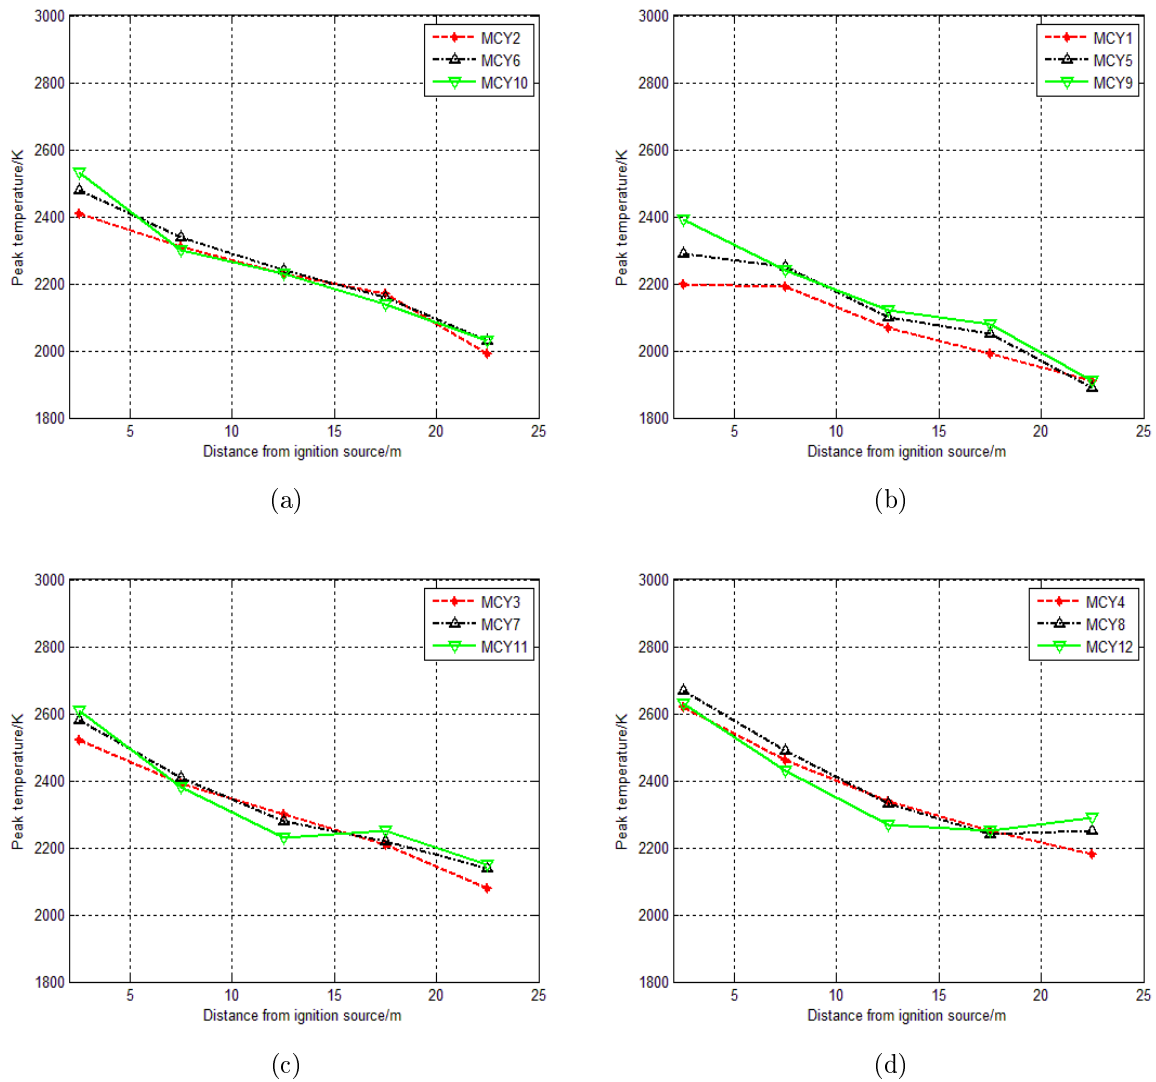 3000
2800
2600
2400
2200
2000
1800
Peak temperature/K
MCY2
MCY6
MCY10
5 10 15 20 25
Distance from ignition source/m
(a)
3000
2800
2600
2400
2200
2000
1800
Peak temperature/K
MCY1
MCY5
MCY9
5 10 15 20 25
Distance from ignition source/m
(b)
3000
2800
2600
2400
2200
2000
1800
Peak temperature/K
MCY3
MCY7
MCY11
5 10 15 20 25
Distance from ignition source/m
(c)
3000
2800
2600
2400
2200
2000
1800
Peak temperature/K
MCY4
MCY8
MCY12
5 10 15 20 25
Distance from ignition source/m
(d)